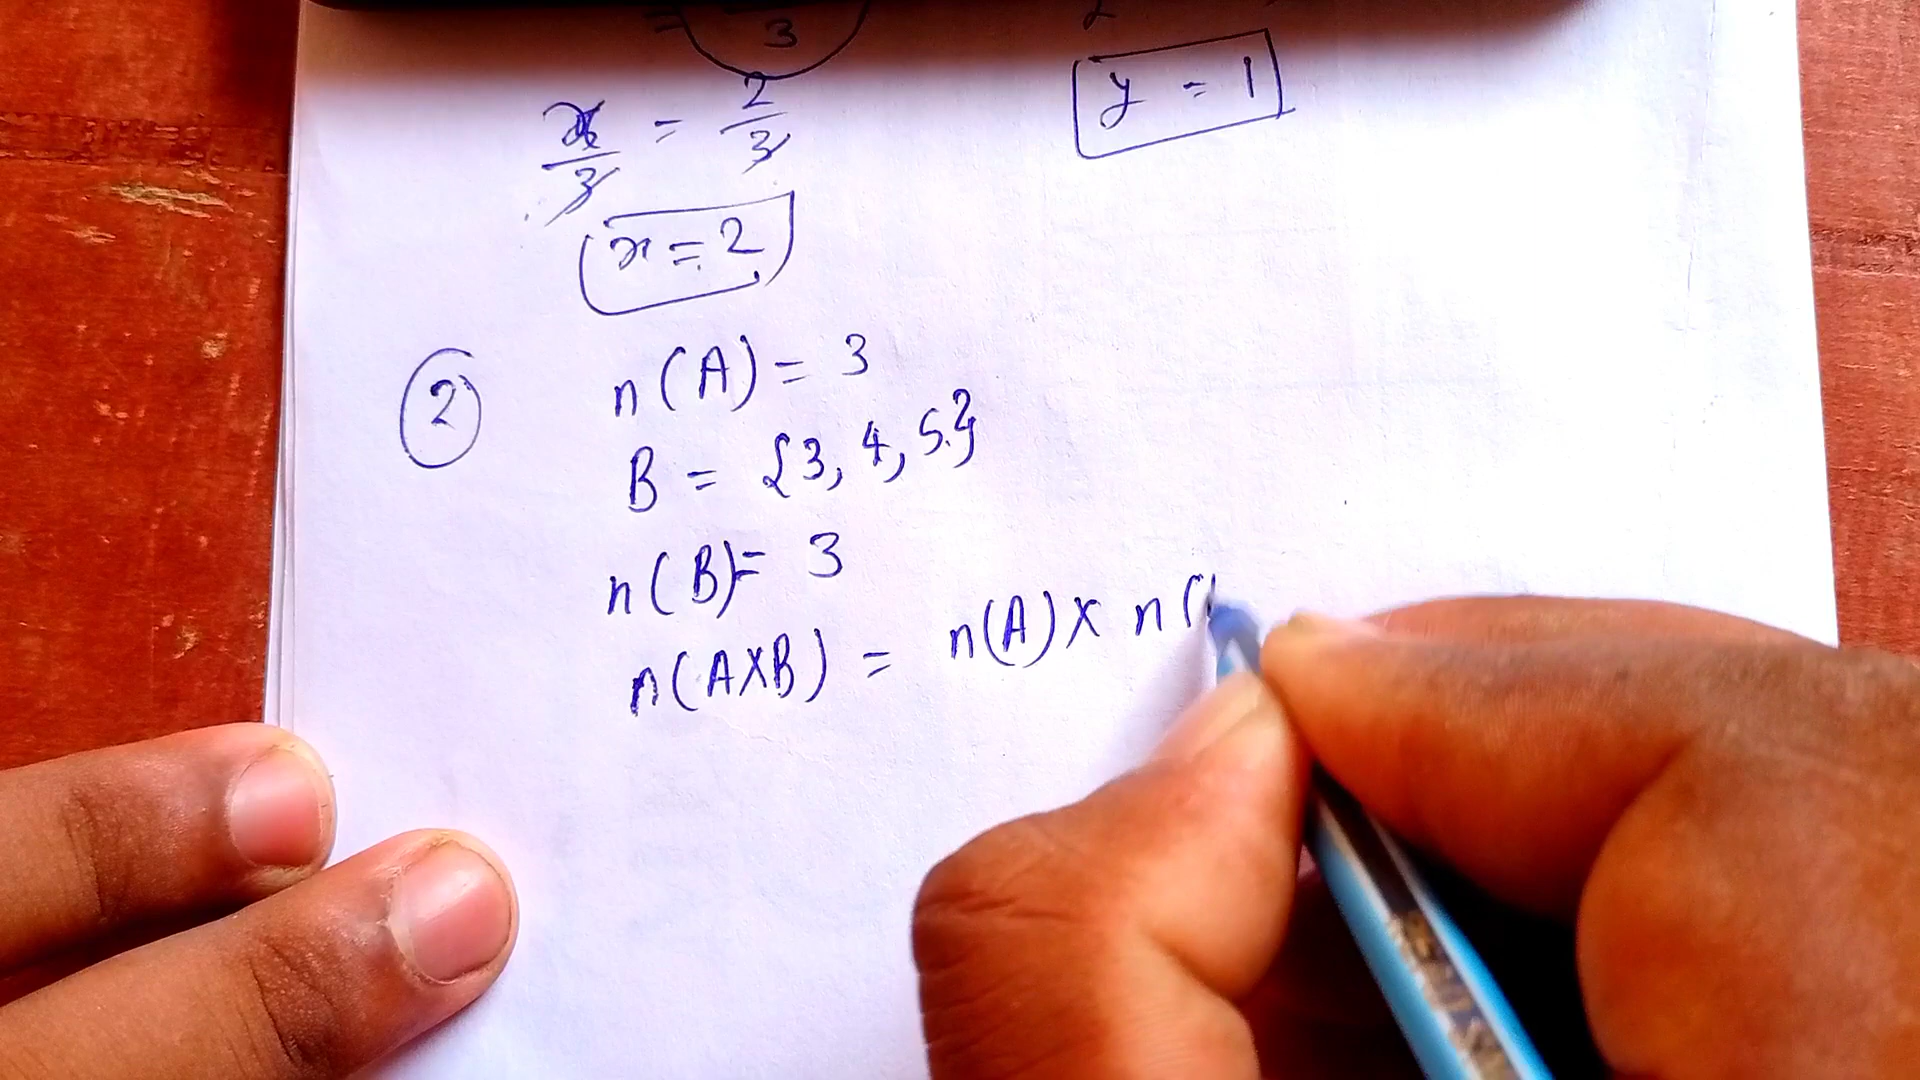 3
x/3 = 2/3
y = 1
x = 2
2
n(A) = 3
B = {3, 4, 5}
n(B) = 3
n(A×B) = n(A) × n(